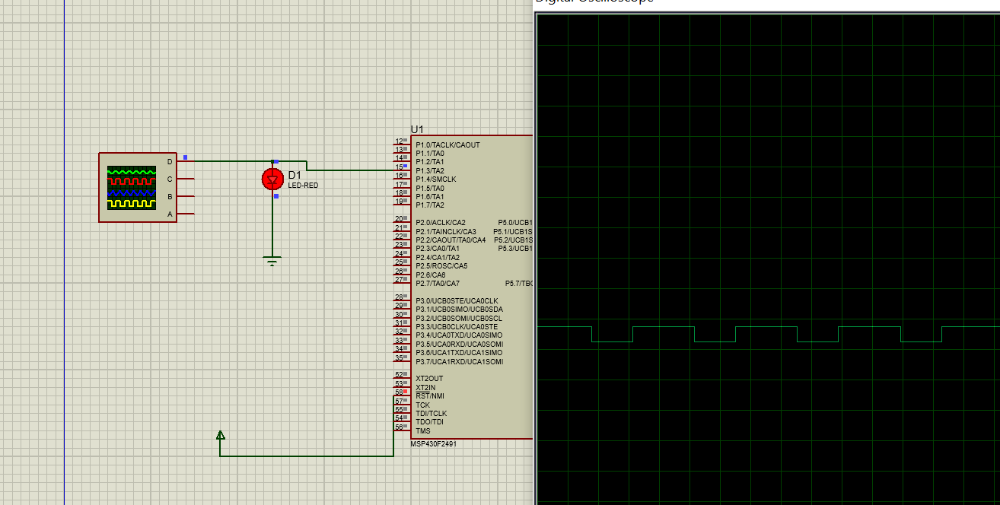 Digital Oscilloscope
U1
12 P1.0/TACLK/CAOUT
13 P1.1/TA0
14 P1.2/TA1
15 P1.3/TA2
16 P1.4/SMCLK
17 P1.5/TA0
18 P1.6/TA1
19 P1.7/TA2
D
C
B
A
D1
LED-RED
20 P2.0/ACLK/CA2 P5.0/UCB1
21 P2.1/TAINCLK/CA3 P5.1/UCB1S
22 P2.2/CAOUT/TA0/CA4 P5.2/UCB1S
23 P2.3/CA0/TA1 P5.3/UCB1
24 P2.4/CA1/TA2
25 P2.5/ROSC/CA5
26 P2.6/CA6
27 P2.7/TA0/CA7 P5.7/TBO
28 P3.0/UCB0STE/UCA0CLK
29 P3.1/UCB0SIMO/UCB0SDA
30 P3.2/UCB0SOMI/UCB0SCL
31 P3.3/UCB0CLK/UCA0STE
32 P3.4/UCA0TXD/UCA0SIMO
33 P3.5/UCA0RXD/UCA0SOMI
34 P3.6/UCA1TXD/UCA1SIMO
35 P3.7/UCA1RXD/UCA1SOMI
52 XT2OUT
53 XT2IN
58 RST/NMI
57 TCK
55 TDI/TCLK
54 TDO/TDI
56 TMS
MSP430F2491